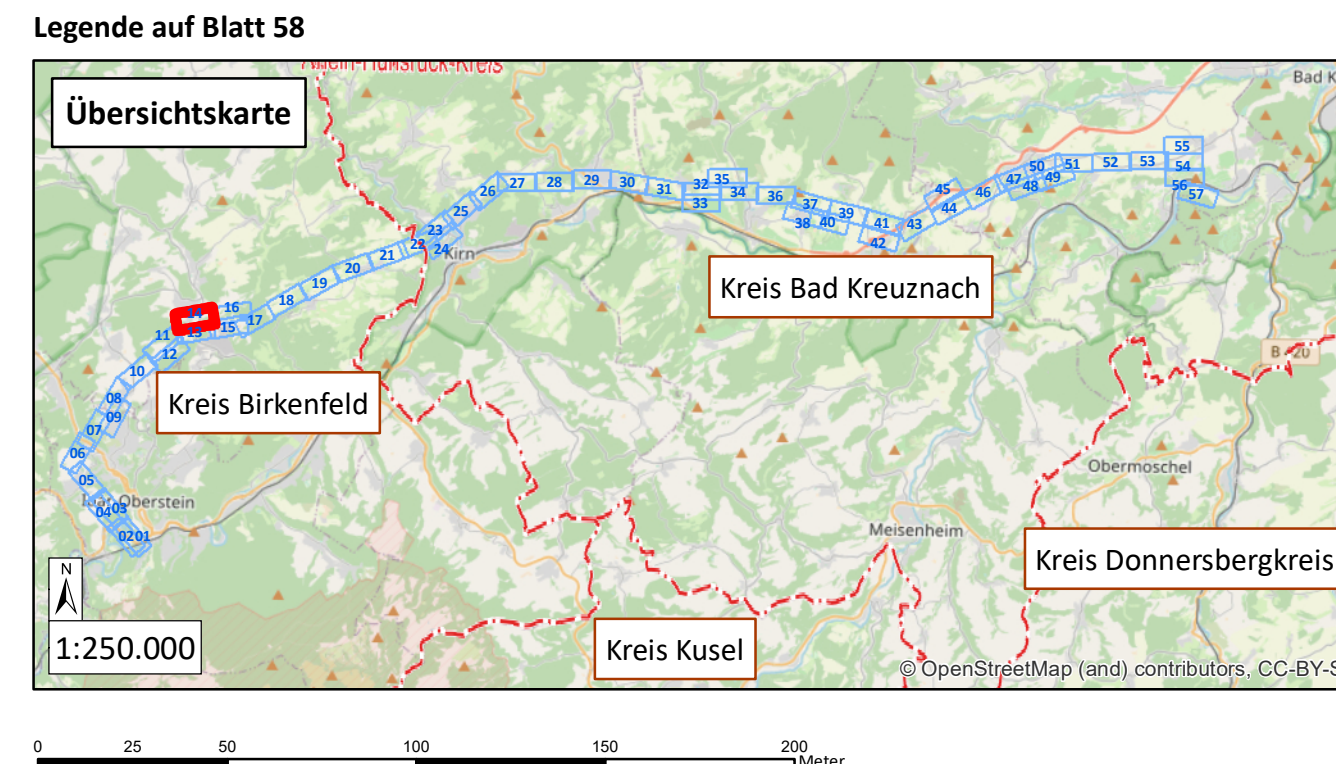 Legende auf Blatt 58
Übersichtskarte
Bad K
55
50 51 52 53 54
47 49
48
56
57
45 46
44
43
35
32 34 36 37
31 33
38 40 39 41
42
26 27 28 29 30
25
23
22 24
Kirn
21
20
19
18
16
14
15 17
13
11
12
10
Kreis Bad Kreuznach
B 420
Kreis Birkenfeld
08
09
07
06
05
Oberstein
03
04
02 01
Obermoschel
Meisenheim
Kreis Donnersbergkreis
N
1:250.000
Kreis Kusel
© OpenStreetMap (and) contributors, CC-BY-S
0 25 50 100 150 200
Meter